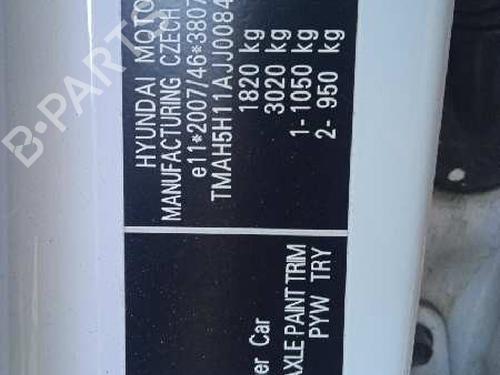 HYUNDAI MOTO
MANUFACTURING CZECH
e11*2007/46*3807
TMAH5H11AJJ0084
1820 kg
3020 kg
1- 1050 kg
2- 950 kg
er Car
AXLE PAINT TRIM
PYW TRY